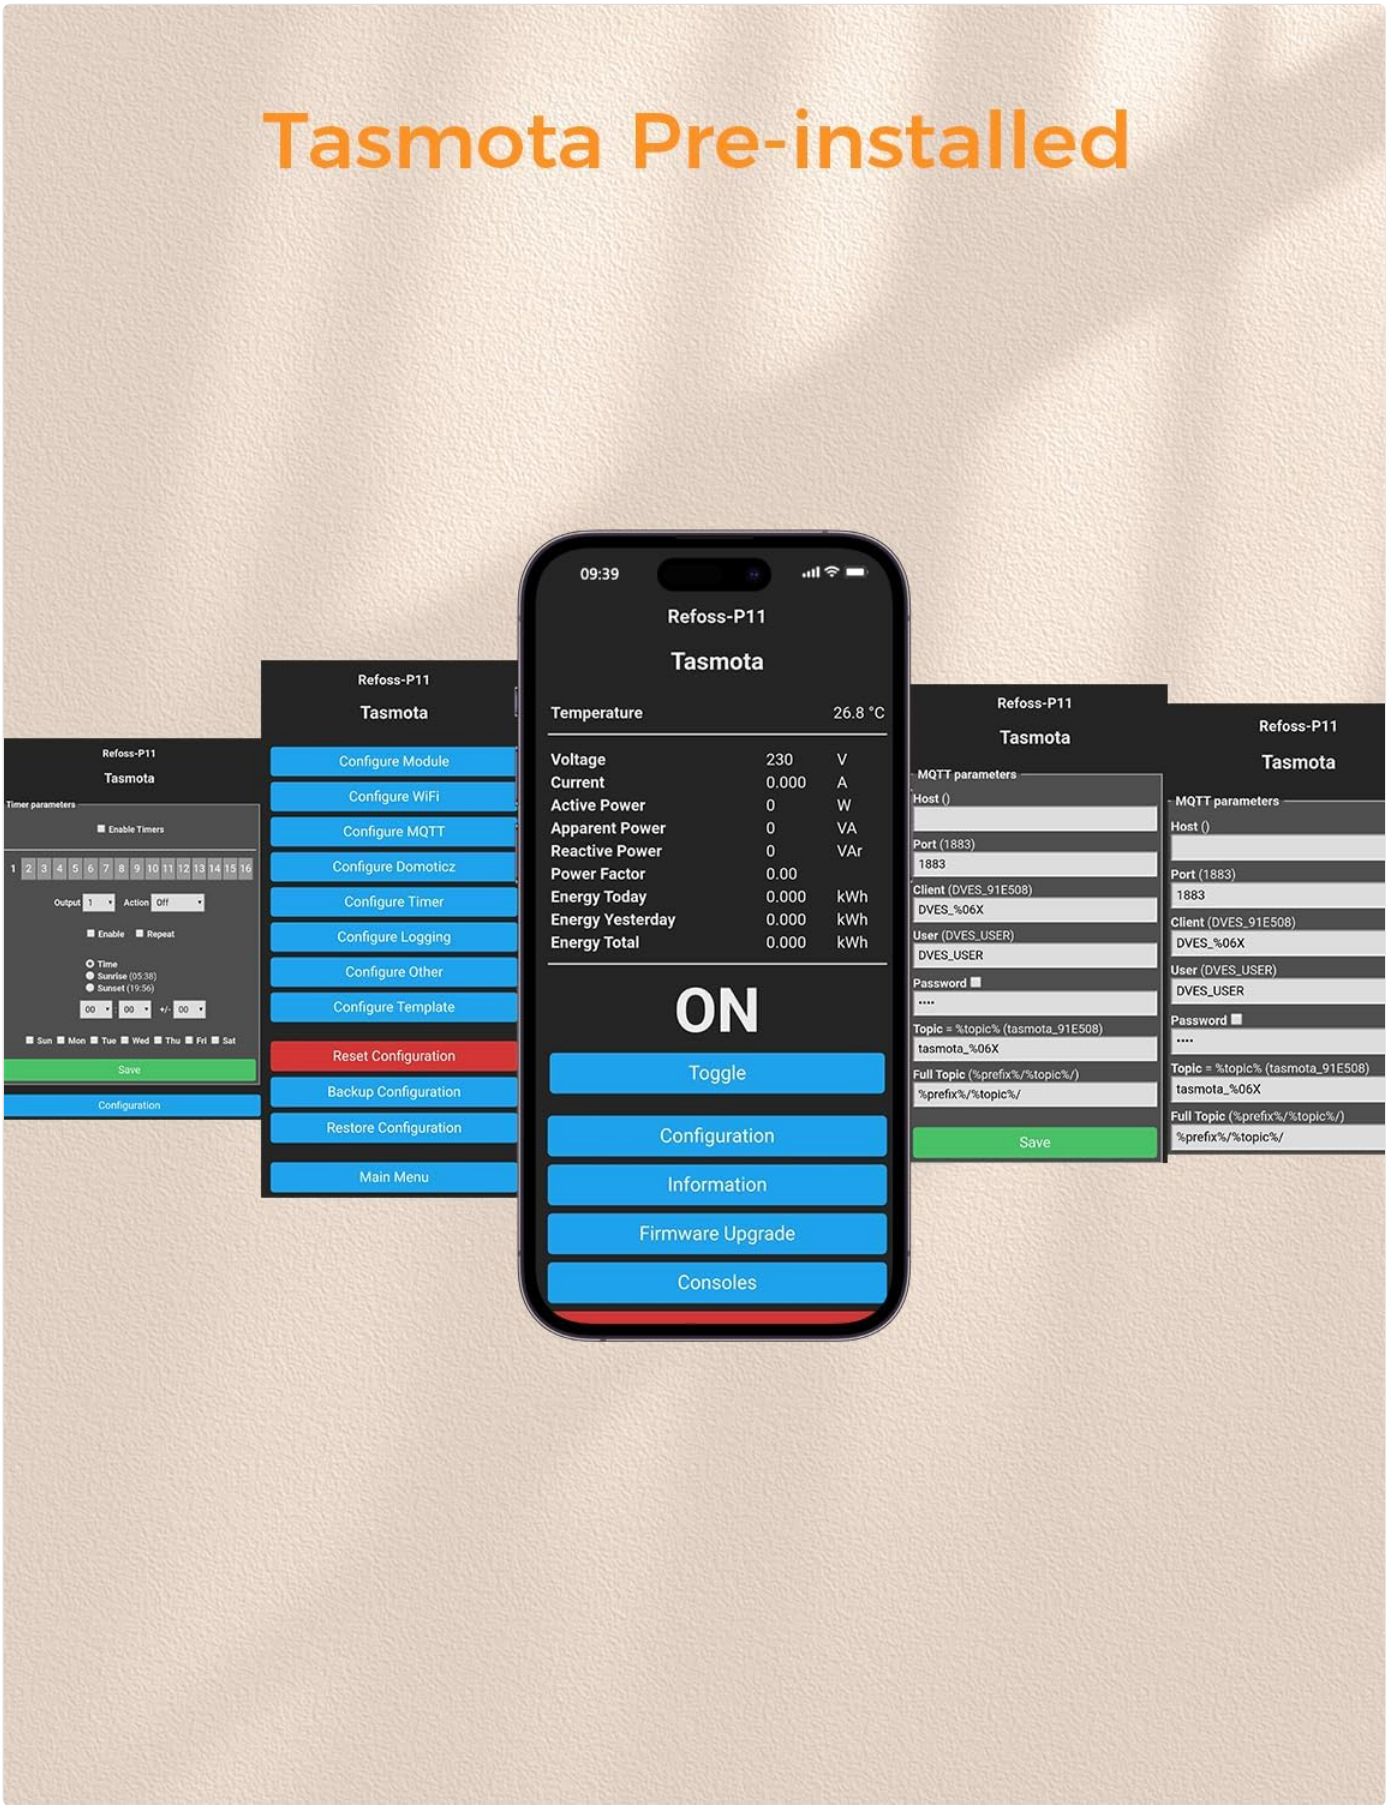 Tasmota Pre-installed
Refoss-P11
Tasmota
Timer parameters
Enable Timers
1 2 3 4 5 6 7 8 9 10 11 12 13 14 15 16
Output 1 Action Off
Enable Repeat
Time
Sunrise (05:38)
Sunset (19:56)
00 : 00 +/- 00
Sun Mon Tue Wed Thu Fri Sat
Save
Configuration
Refoss-P11
Tasmota
Configure Module
Configure WiFi
Configure MQTT
Configure Domoticz
Configure Timer
Configure Logging
Configure Other
Configure Template
Reset Configuration
Backup Configuration
Restore Configuration
Main Menu
09:39
Refoss-P11
Tasmota
Temperature 26.8 °C
Voltage 230 V
Current 0.000 A
Active Power 0 W
Apparent Power 0 VA
Reactive Power 0 VAr
Power Factor 0.00
Energy Today 0.000 kWh
Energy Yesterday 0.000 kWh
Energy Total 0.000 kWh
ON
Toggle
Configuration
Information
Firmware Upgrade
Consoles
Refoss-P11
Tasmota
MQTT parameters
Host ()
Port (1883)
1883
Client (DVES_91E508)
DVES_%06X
User (DVES_USER)
DVES_USER
Password
••••
Topic = %topic% (tasmota_91E508)
tasmota_%06X
Full Topic (%prefix%/%topic%/)
%prefix%/%topic%/
Save
Refoss-P11
Tasmota
MQTT parameters
Host ()
Port (1883)
1883
Client (DVES_91E508)
DVES_%06X
User (DVES_USER)
DVES_USER
Password
••••
Topic = %topic% (tasmota_91E508)
tasmota_%06X
Full Topic (%prefix%/%topic%/)
%prefix%/%topic%/